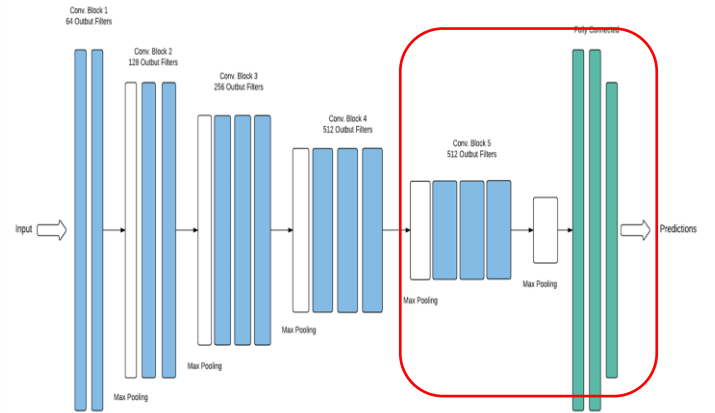 Conv. Block 1
64 Output Filters
Conv. Block 2
128 Outbut Filters
Conv. Block 3
256 Outbut Filters
Conv. Block 4
512 Outbut Filters
Conv. Block 5
512 Outbut Filters
Fully Connected
Input
Predictions
Max Pooling
Max Pooling
Max Pooling
Max Pooling
Max Pooling